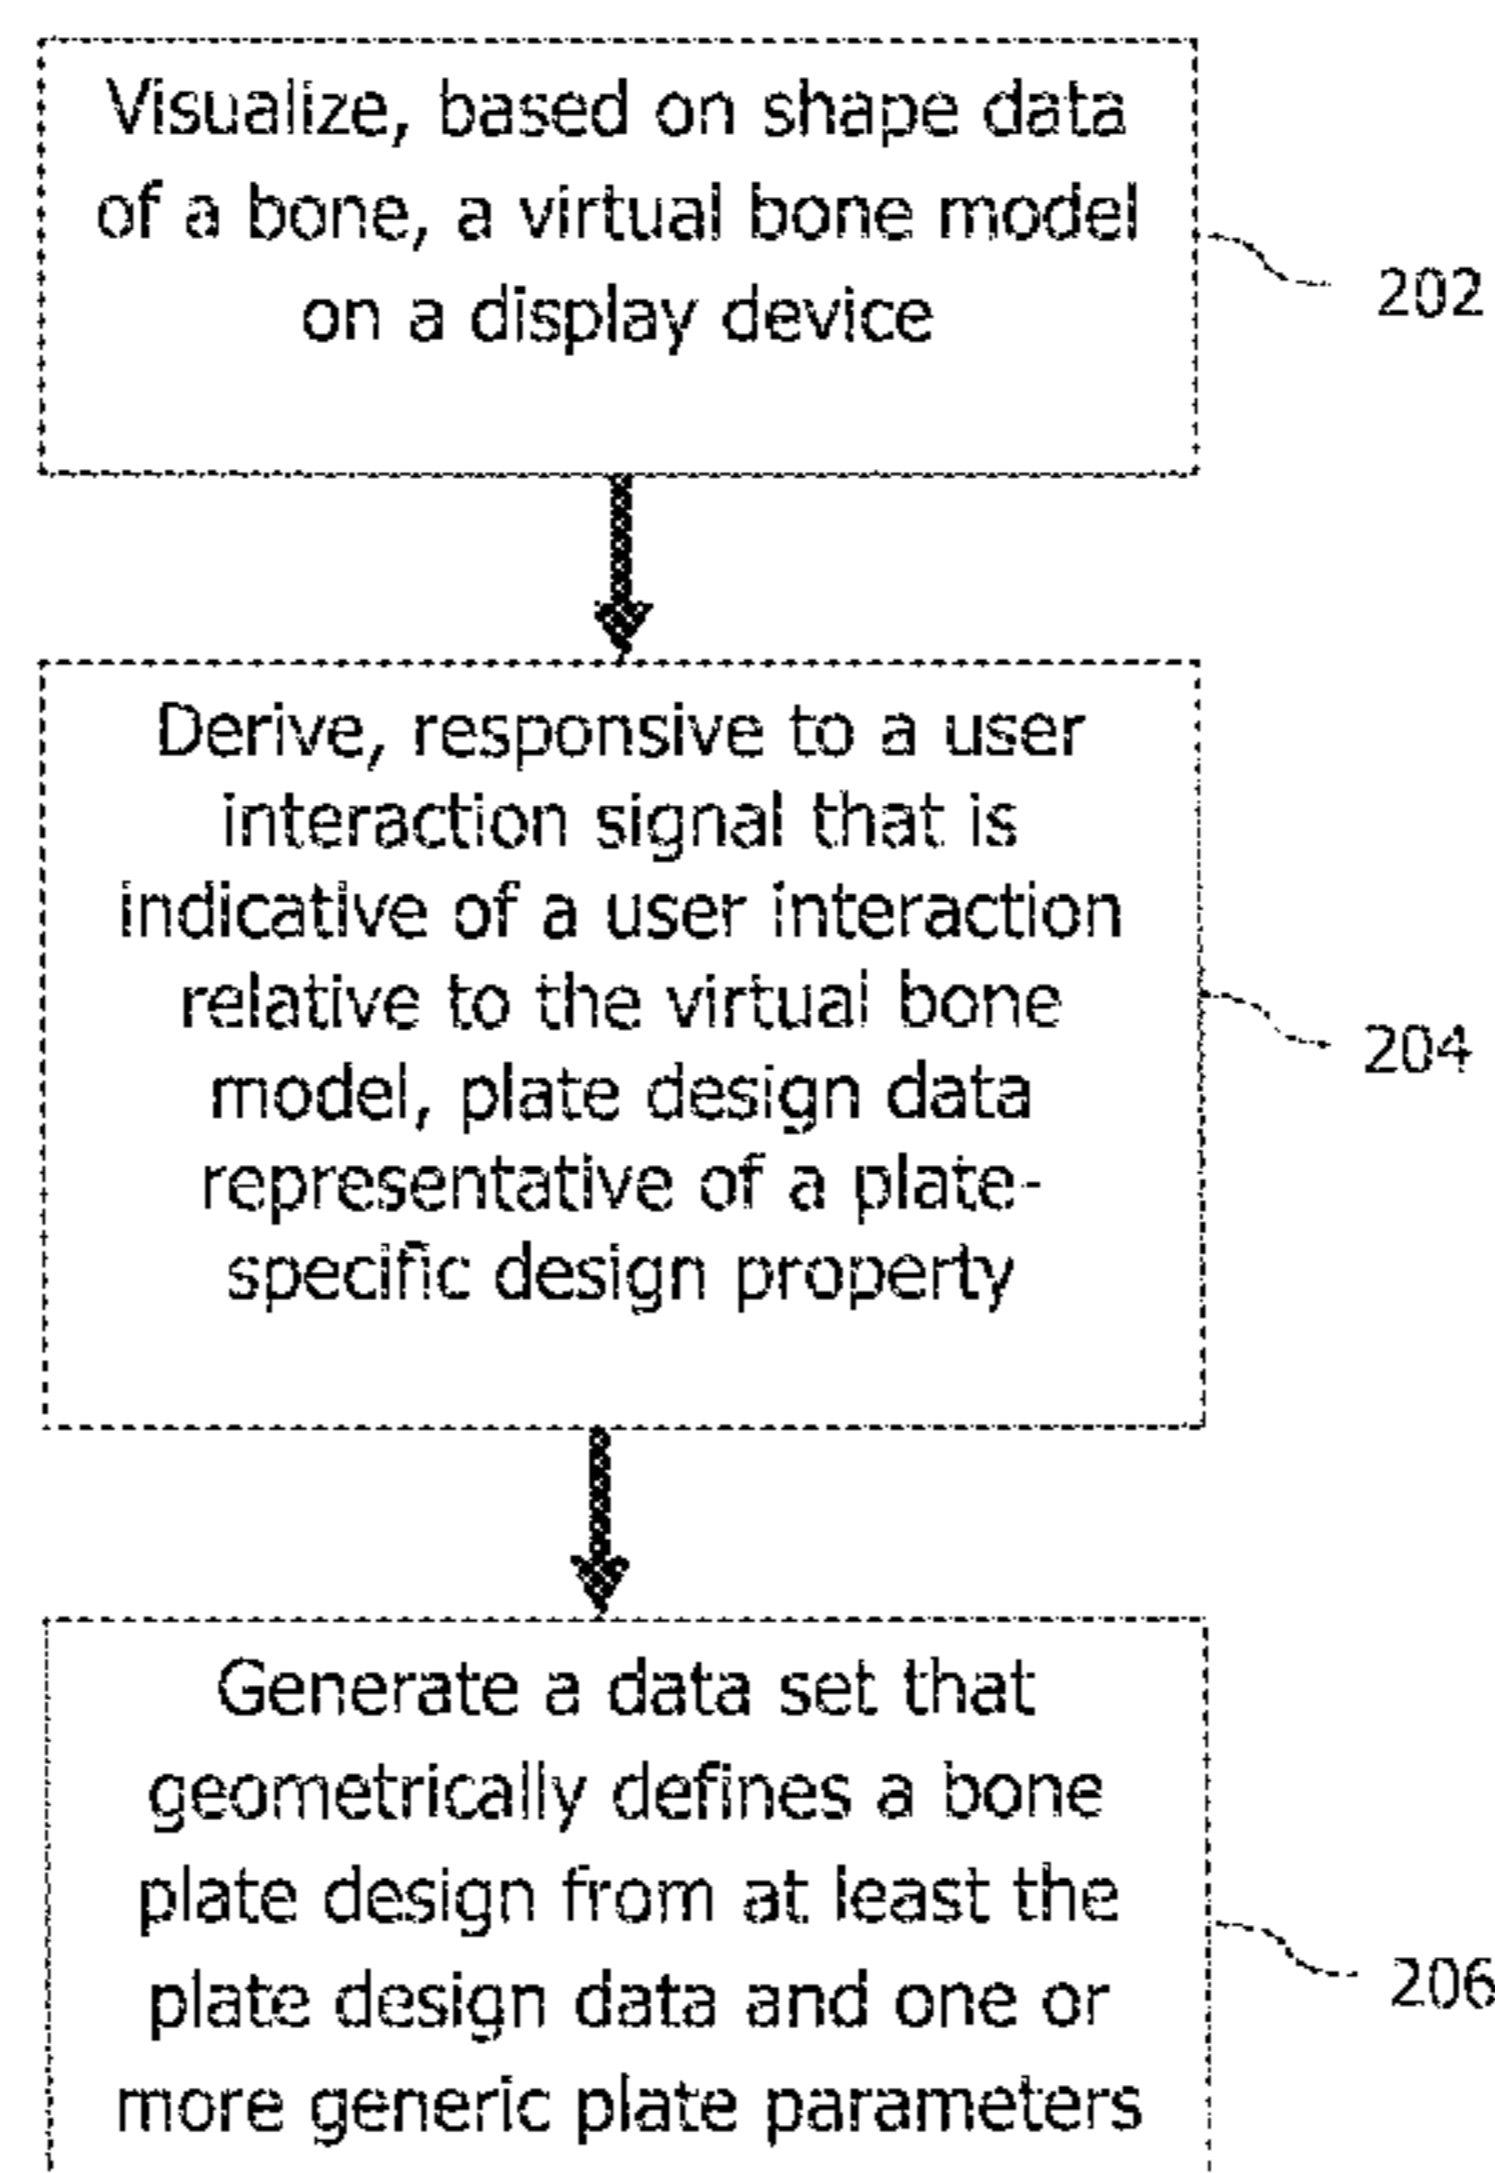 Visualize, based on shape data
of a bone, a virtual bone model
on a display device
202
Derive, responsive to a user
interaction signal that is
indicative of a user interaction
relative to the virtual bone
model, plate design data
representative of a plate-
specific design property
204
Generate a data set that
geometrically defines a bone
plate design from at least the
plate design data and one or
more generic plate parameters
206